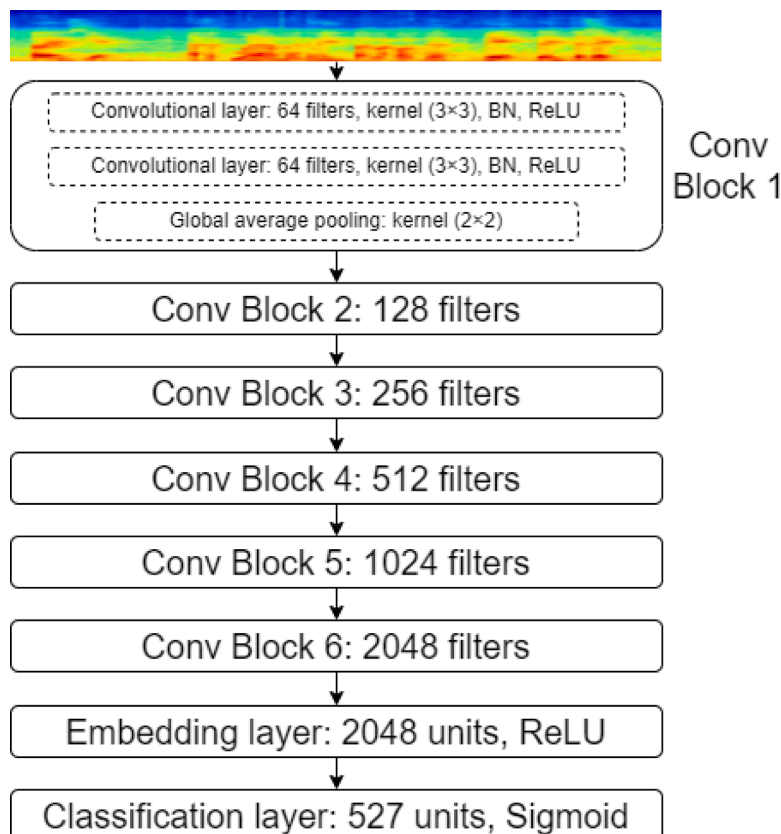 Convolutional layer: 64 filters, kernel (3×3), BN, ReLU
Convolutional layer: 64 filters, kernel (3×3), BN, ReLU
Global average pooling: kernel (2×2)
Conv
Block 1
Conv Block 2: 128 filters
Conv Block 3: 256 filters
Conv Block 4: 512 filters
Conv Block 5: 1024 filters
Conv Block 6: 2048 filters
Embedding layer: 2048 units, ReLU
Classification layer: 527 units, Sigmoid